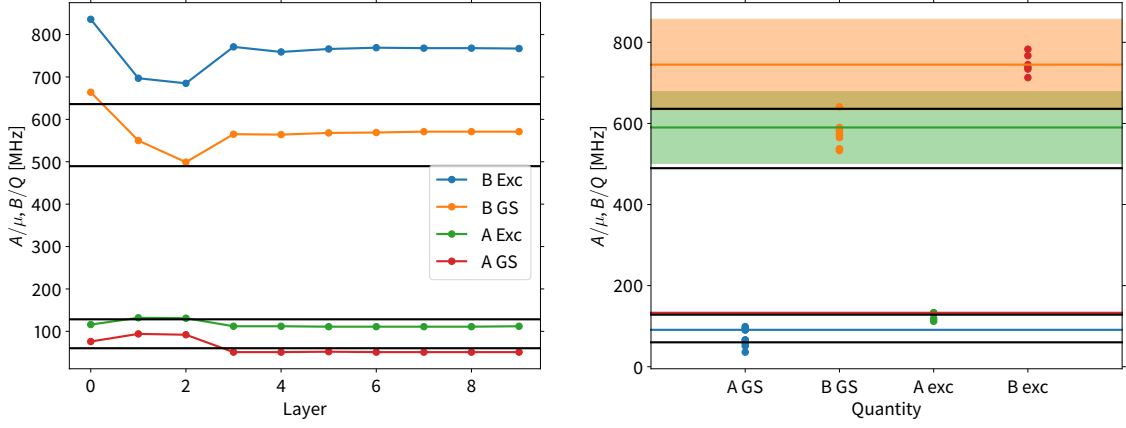 800
700
600
500
400
300
200
100
A/μ, B/Q [MHz]
B Exc
B GS
A Exc
A GS
0 2 4 6 8
Layer
800
600
400
200
0
A/μ, B/Q [MHz]
A GS B GS A exc B exc
Quantity